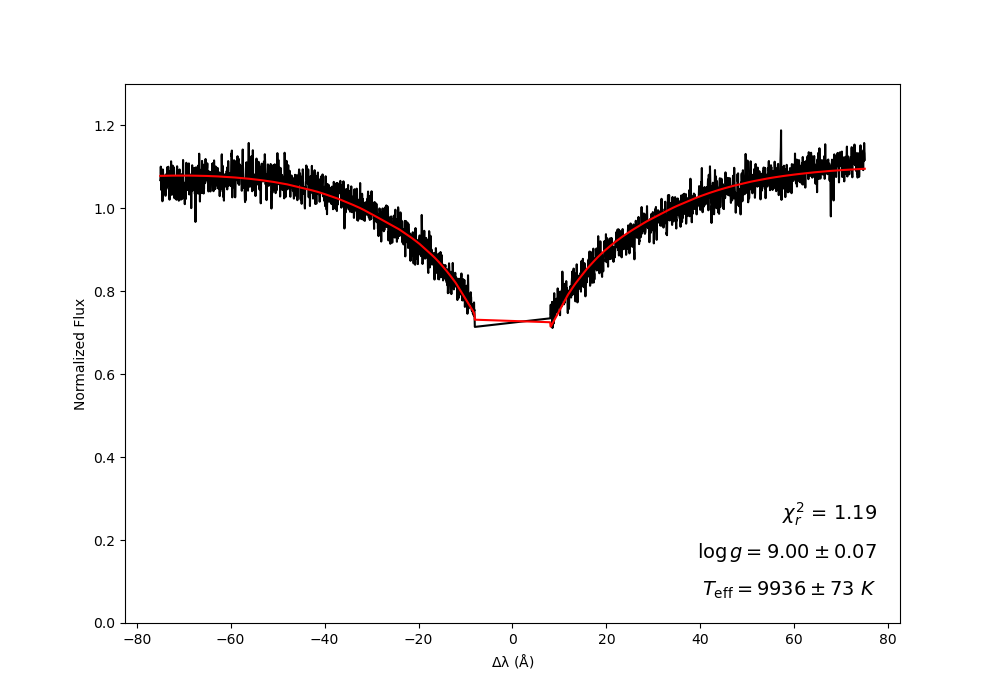 1.2
1.0
0.8
0.6
0.4
0.2
0.0
Normalized Flux
χ²ᵣ = 1.19
log g = 9.00 ± 0.07
T_eff = 9936 ± 73 K
−80 −60 −40 −20 0 20 40 60 80
Δλ (Å)